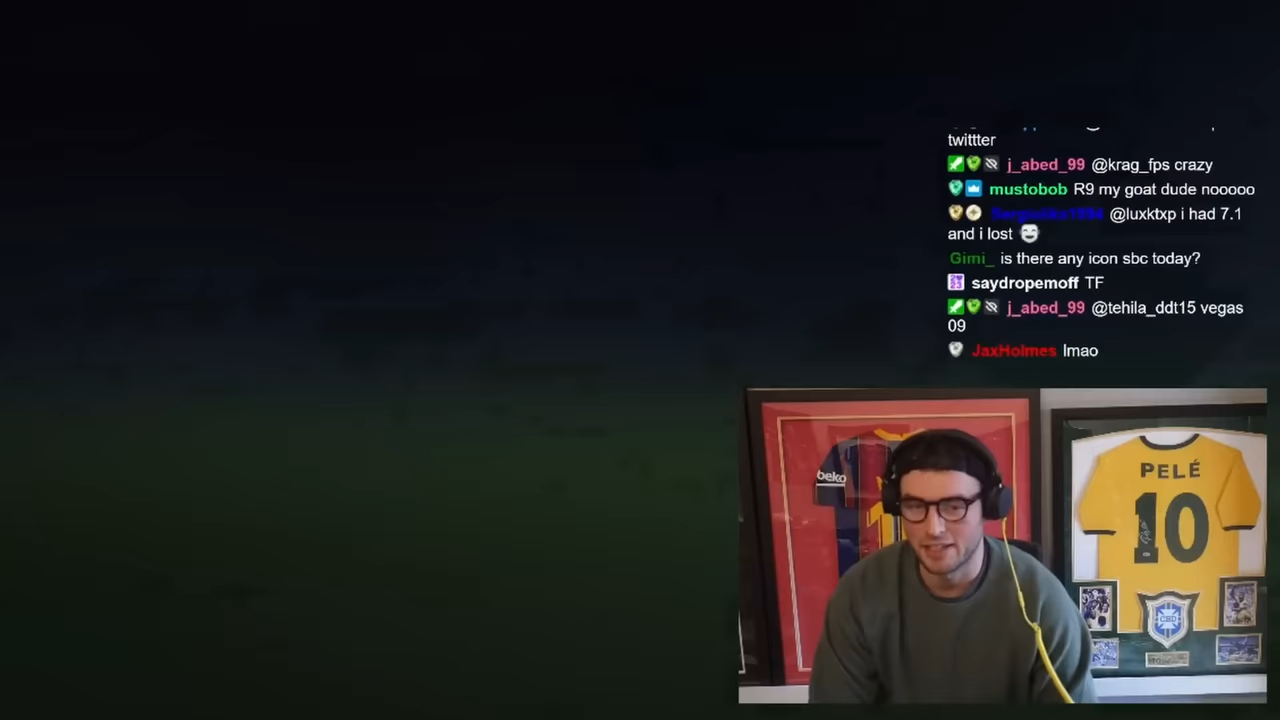 twittter
j_abed_99 @krag_fps crazy
mustobob R9 my goat dude nooooo
@luxktxp i had 7.1
and i lost
Gimi_ is there any icon sbc today?
saydropemoff TF
j_abed_99 @tehila_ddt15 vegas
09
JaxHolmes lmao
beko
PELÉ
10
CBD